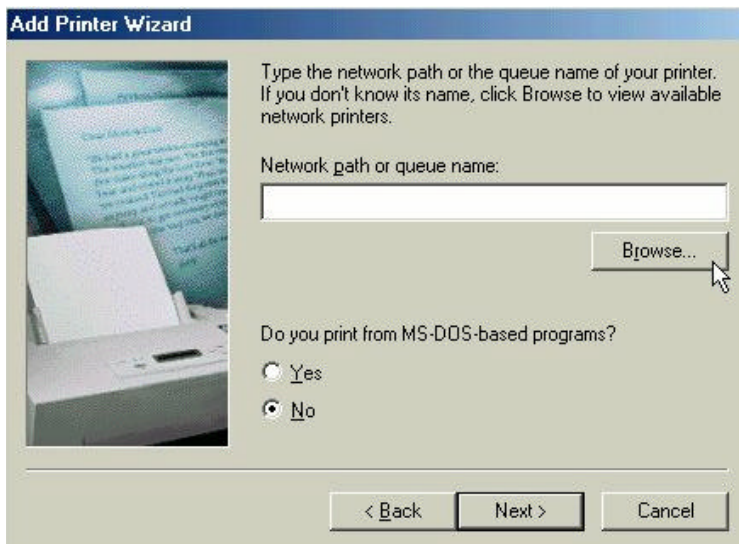 Add Printer Wizard
Type the network path or the queue name of your printer.
If you don't know its name, click Browse to view available
network printers.
Network path or queue name:
Browse...
Do you print from MS-DOS-based programs?
Yes
No
< Back
Next >
Cancel